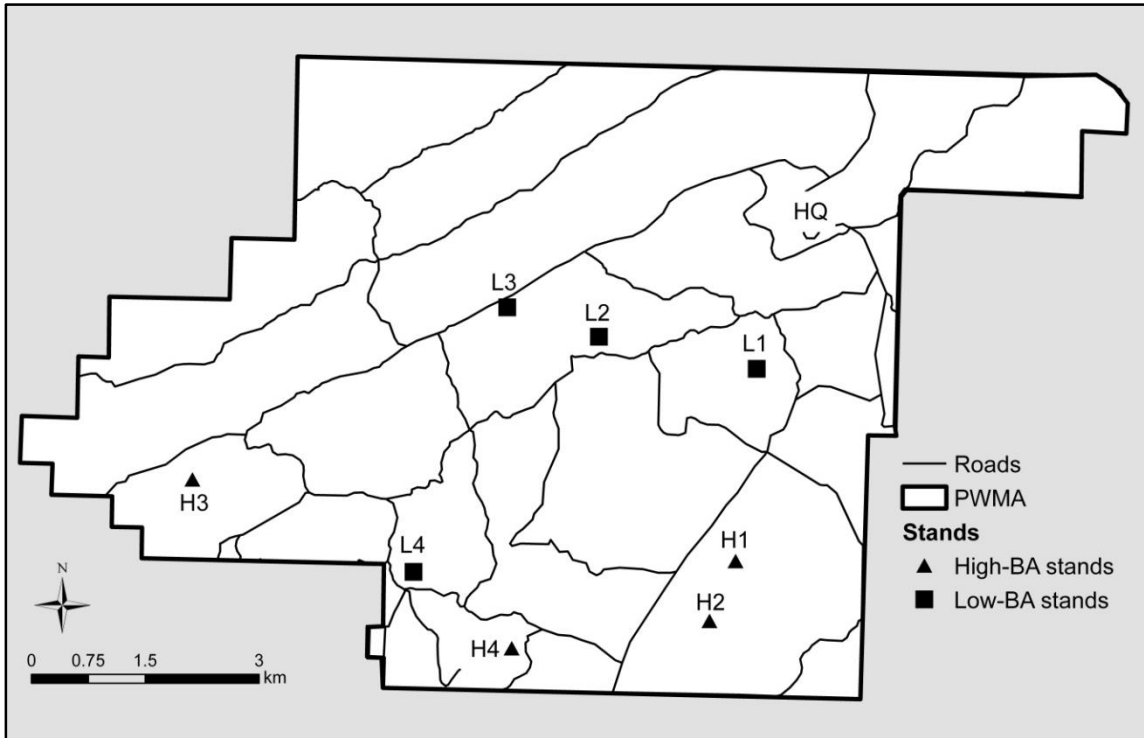 HQ
L3
L2
L1
H3
L4
H1
H2
H4
Roads
PWMA
Stands
High-BA stands
Low-BA stands
N
0 0.75 1.5 3
km